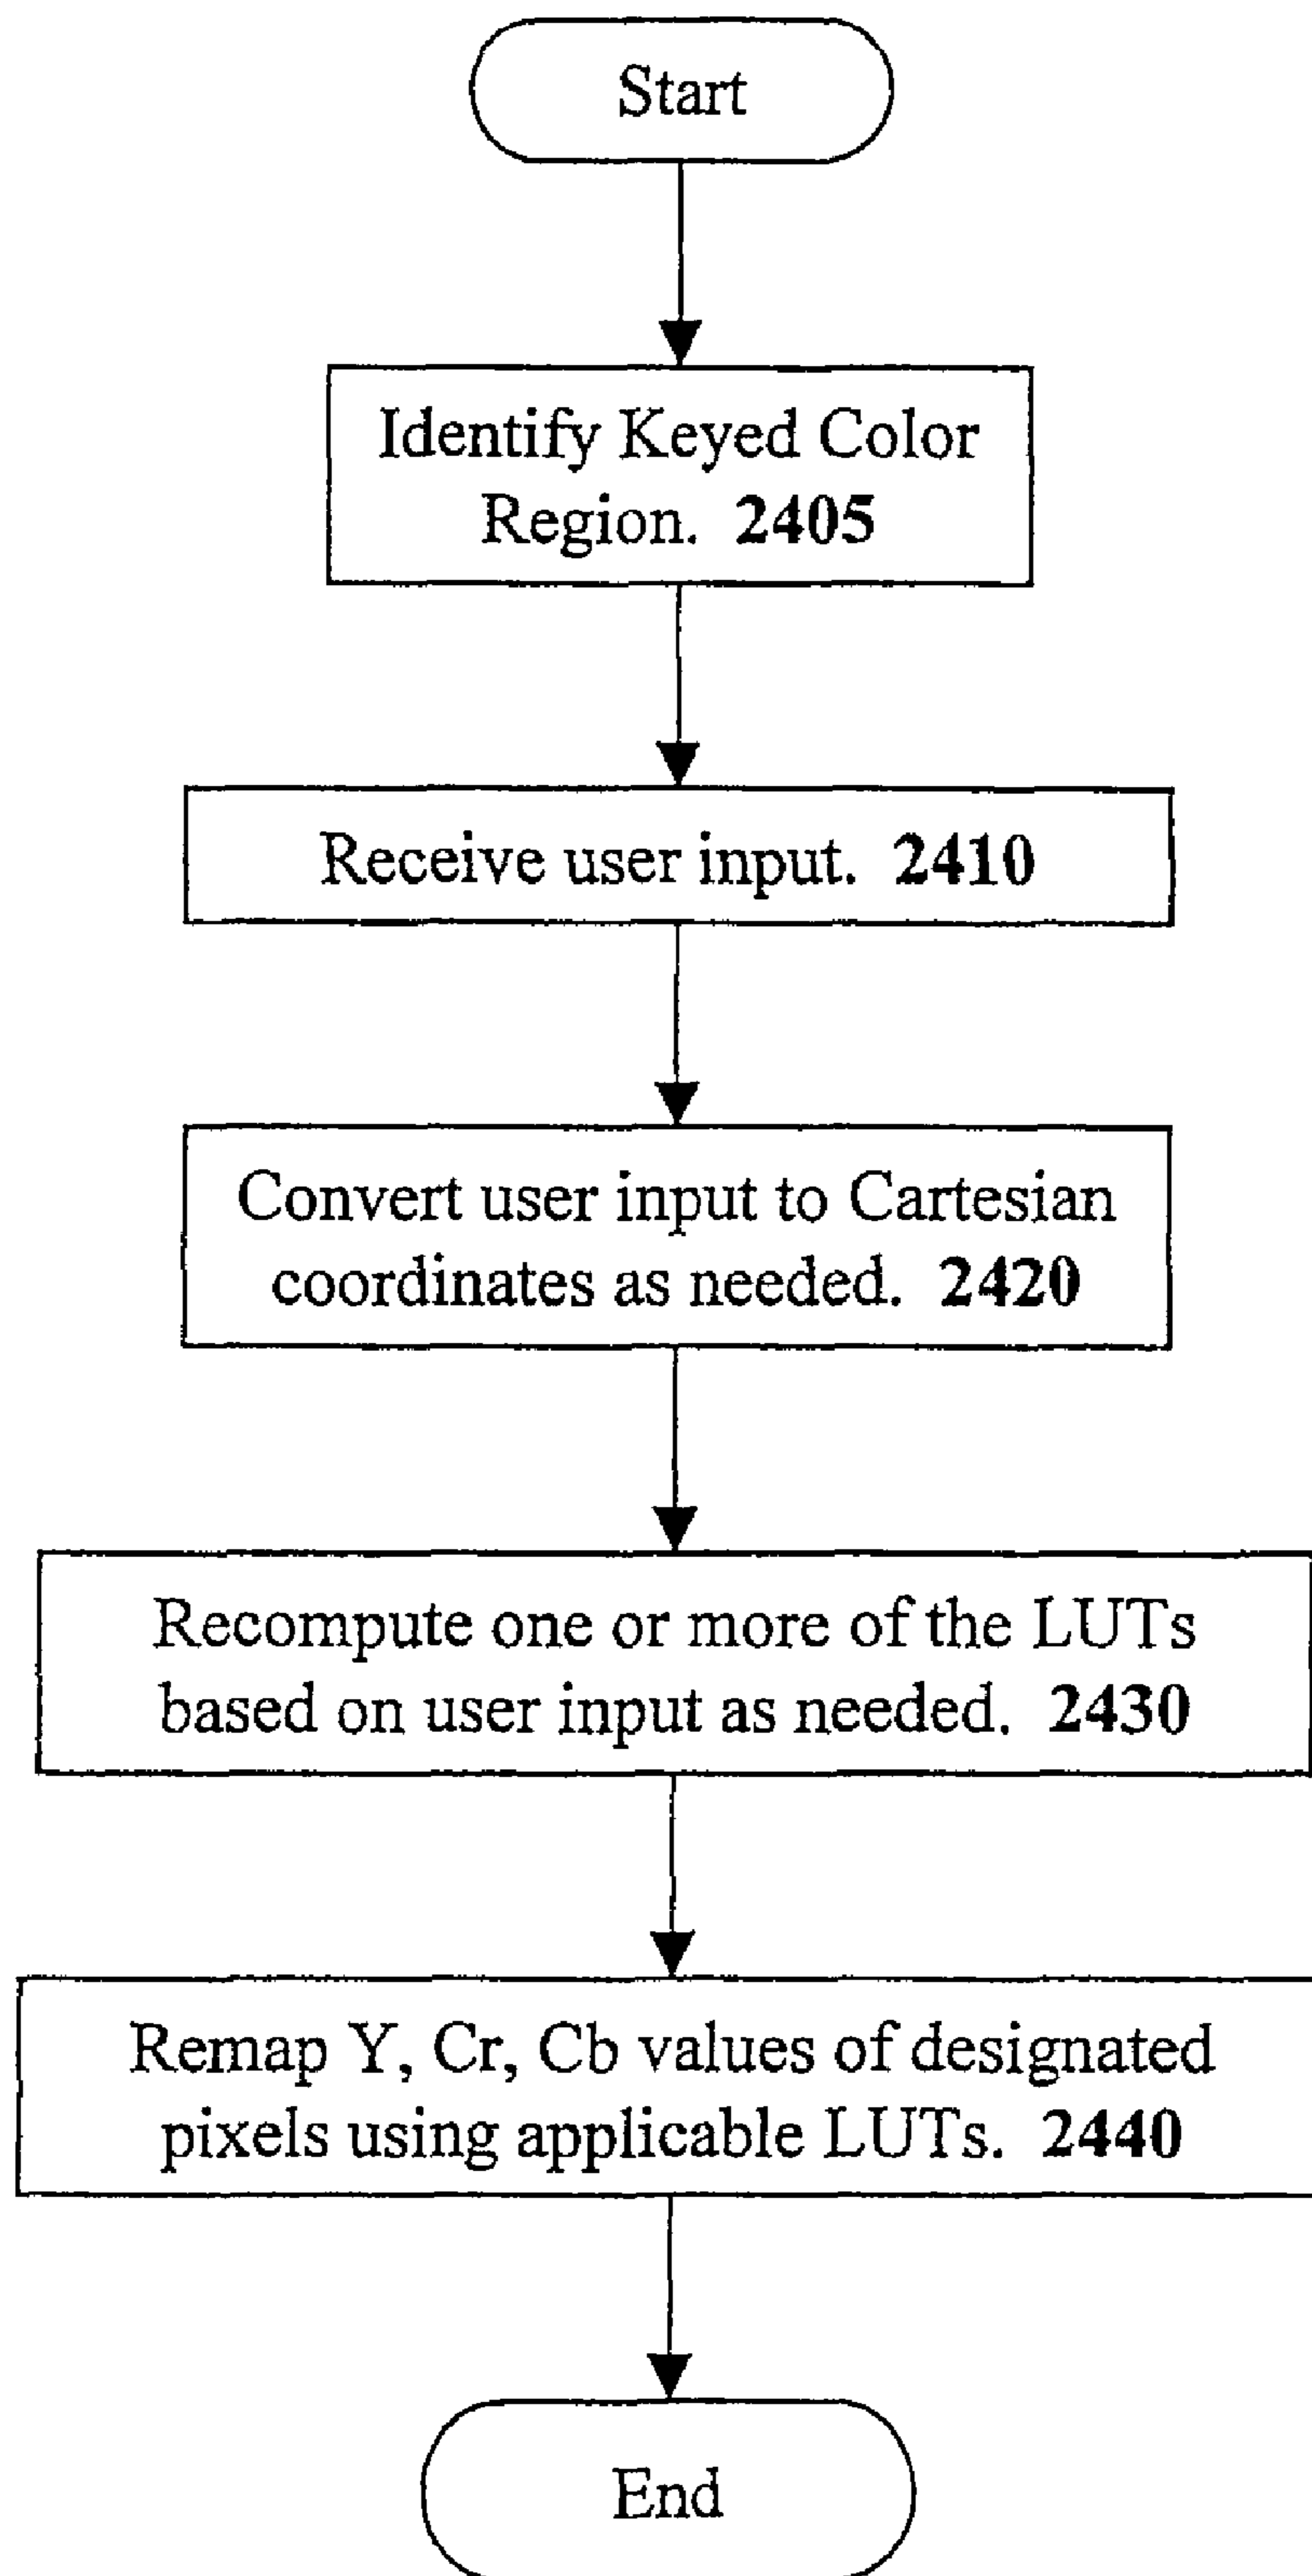 Start
Identify Keyed Color
Region. 2405
Receive user input. 2410
Convert user input to Cartesian
coordinates as needed. 2420
Recompute one or more of the LUTs
based on user input as needed. 2430
Remap Y, Cr, Cb values of designated
pixels using applicable LUTs. 2440
End